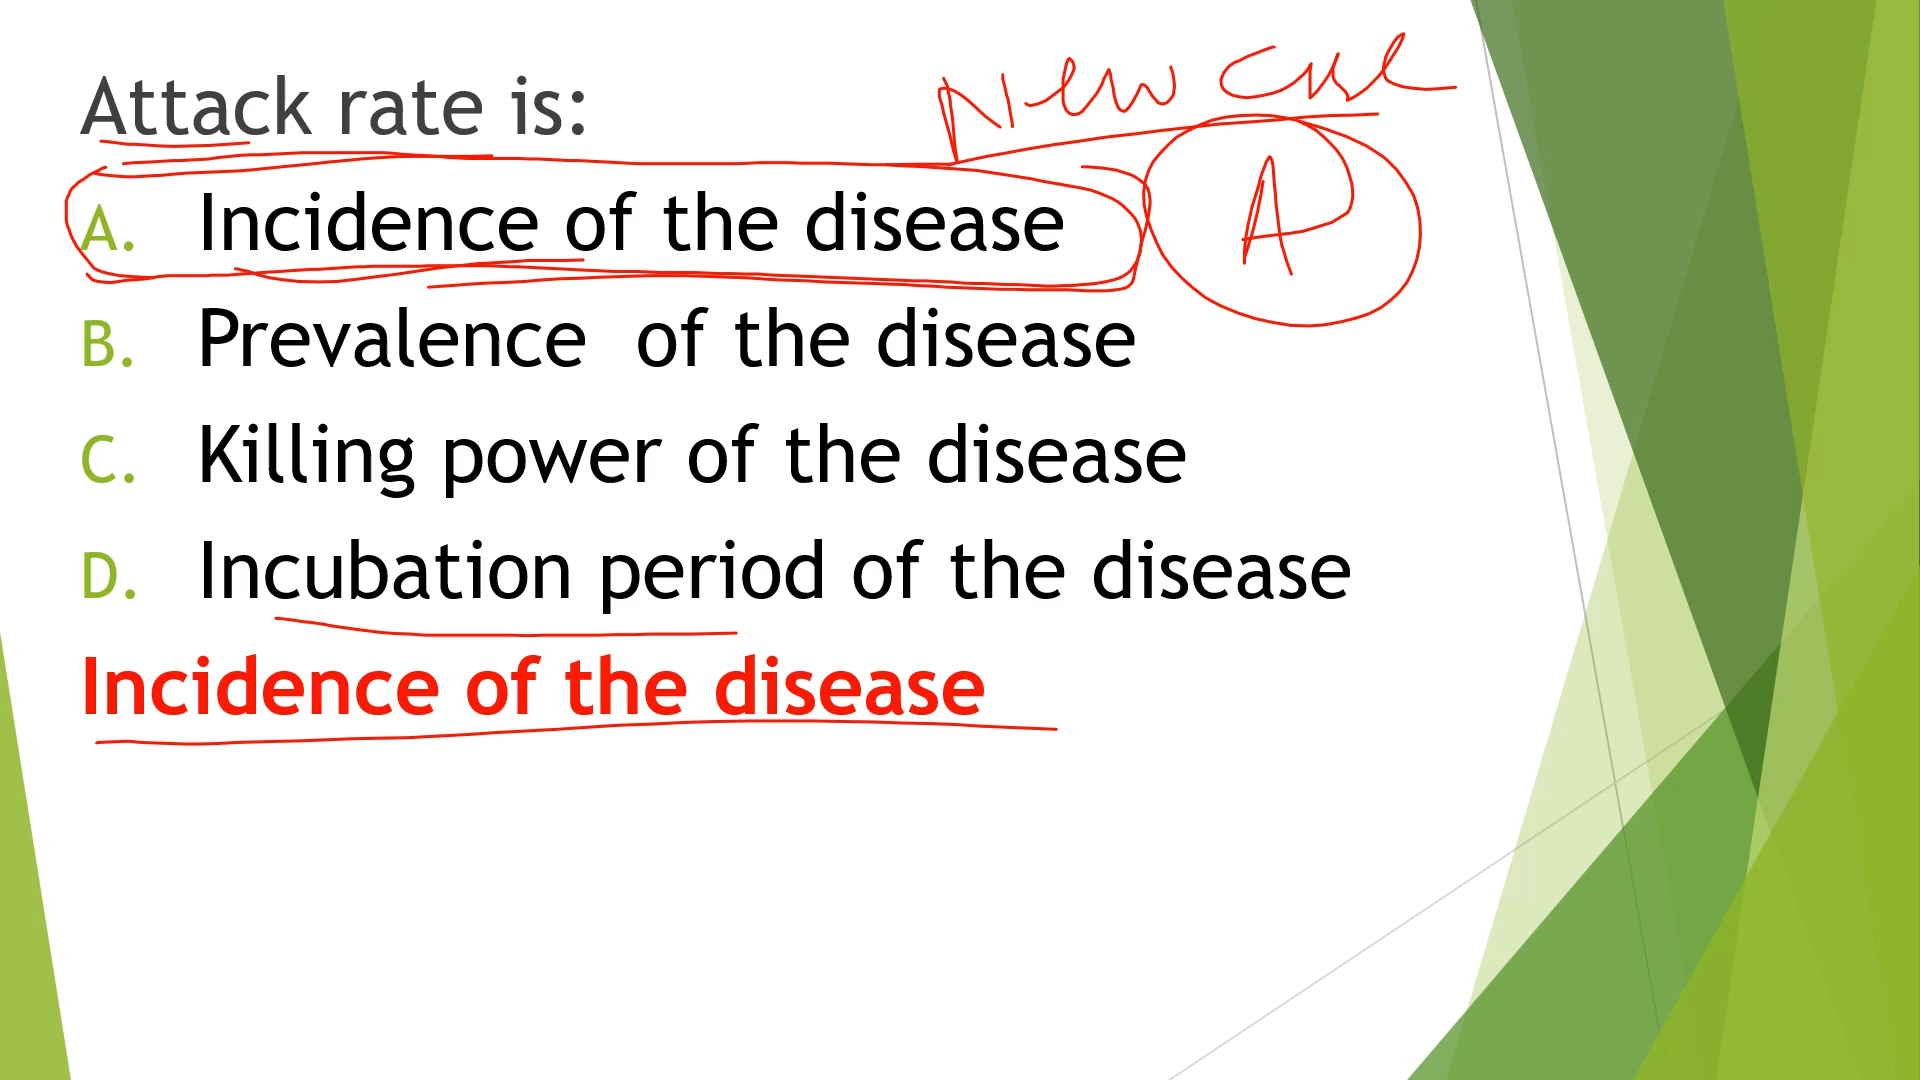 New case
Attack rate is:
A. Incidence of the disease
A
B. Prevalence of the disease
C. Killing power of the disease
D. Incubation period of the disease
Incidence of the disease